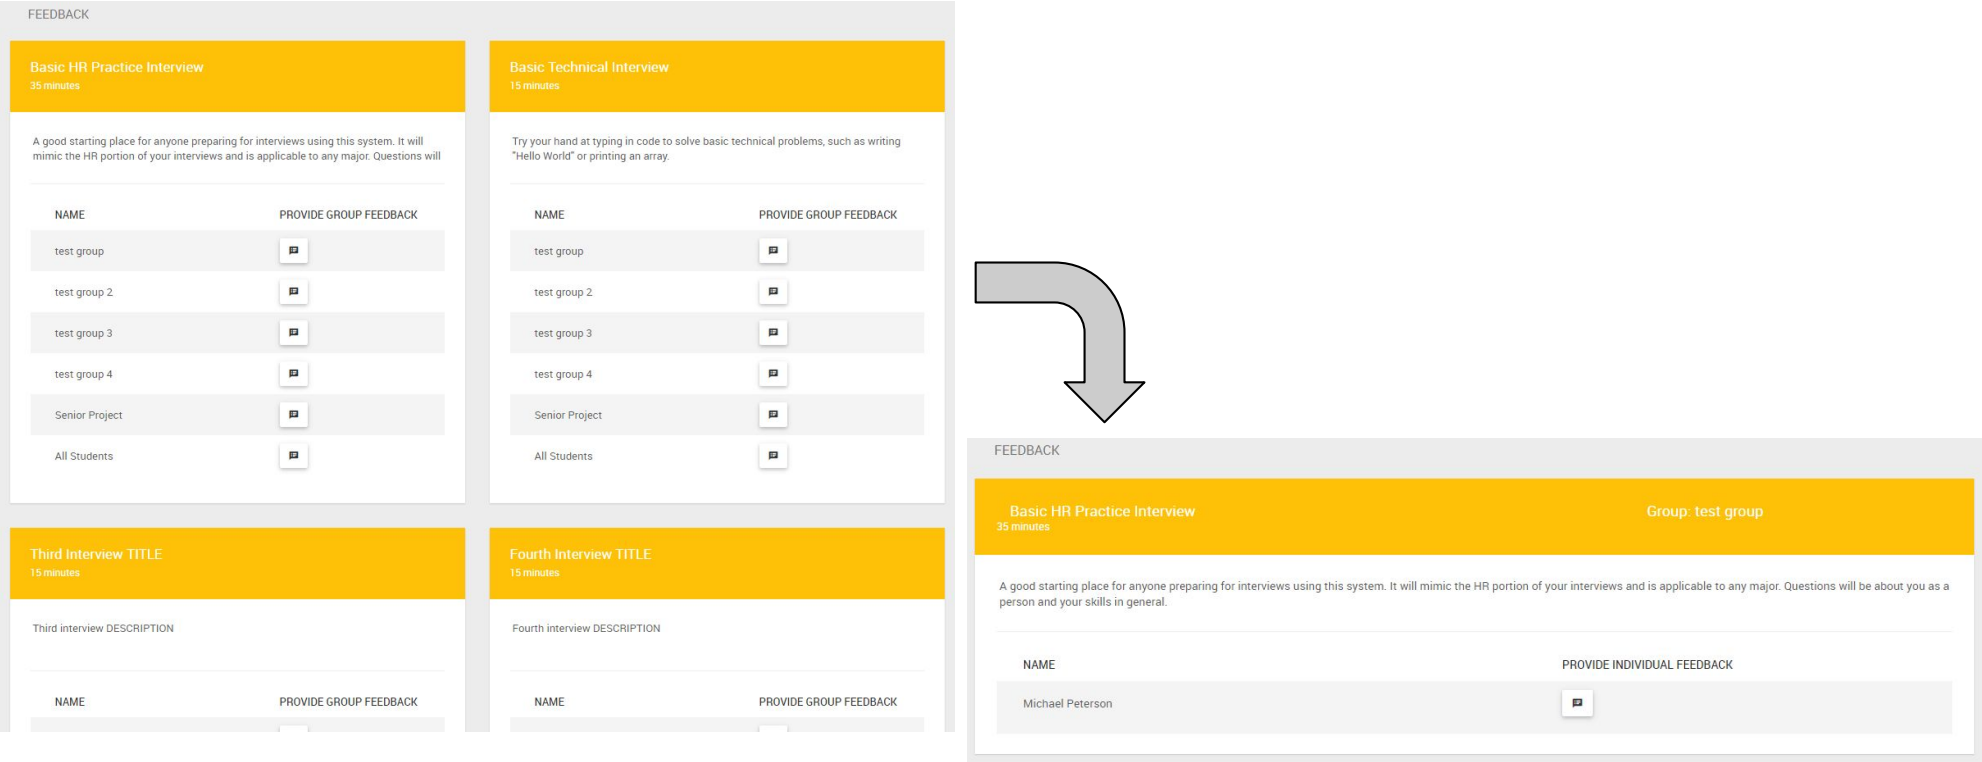 FEEDBACK
Basic HR Practice Interview
35 minutes
A good starting place for anyone preparing for interviews using this system. It will
mimic the HR portion of your interviews and is applicable to any major. Questions will
NAME PROVIDE GROUP FEEDBACK
test group
test group 2
test group 3
test group 4
Senior Project
All Students
Basic Technical Interview
15 minutes
Try your hand at typing in code to solve basic technical problems, such as writing
"Hello World" or printing an array.
NAME PROVIDE GROUP FEEDBACK
test group
test group 2
test group 3
test group 4
Senior Project
All Students
Third Interview TITLE
15 minutes
Third interview DESCRIPTION
NAME PROVIDE GROUP FEEDBACK
Fourth Interview TITLE
15 minutes
Fourth interview DESCRIPTION
NAME PROVIDE GROUP FEEDBACK
FEEDBACK
Basic HR Practice Interview Group: test group
35 minutes
A good starting place for anyone preparing for interviews using this system. It will mimic the HR portion of your interviews and is applicable to any major. Questions will be about you as a
person and your skills in general.
NAME PROVIDE INDIVIDUAL FEEDBACK
Michael Peterson